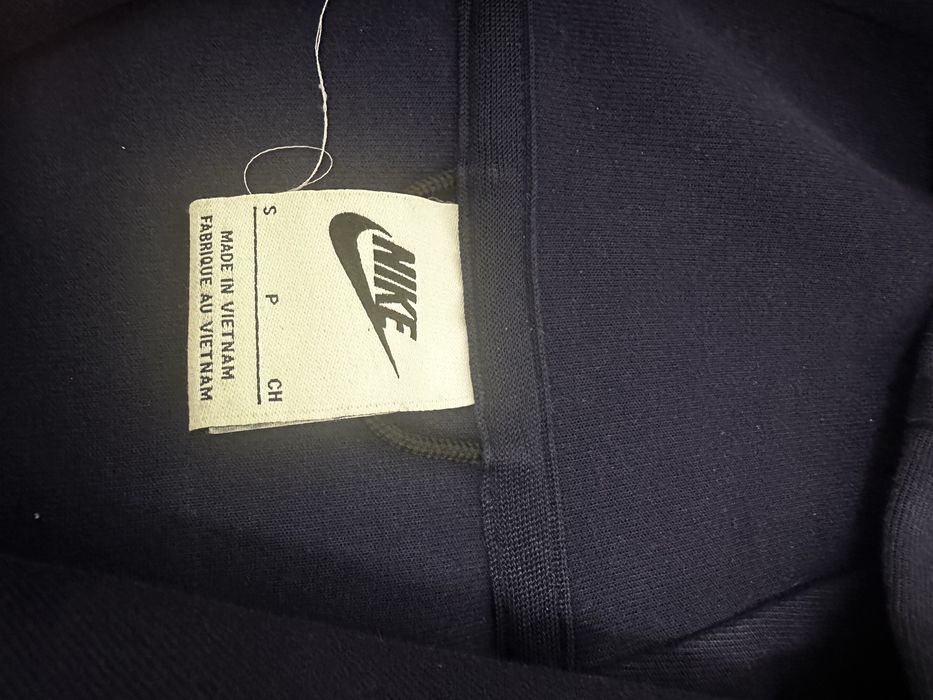 NIKE
S P CH
MADE IN VIETNAM
FABRIQUE AU VIETNAM